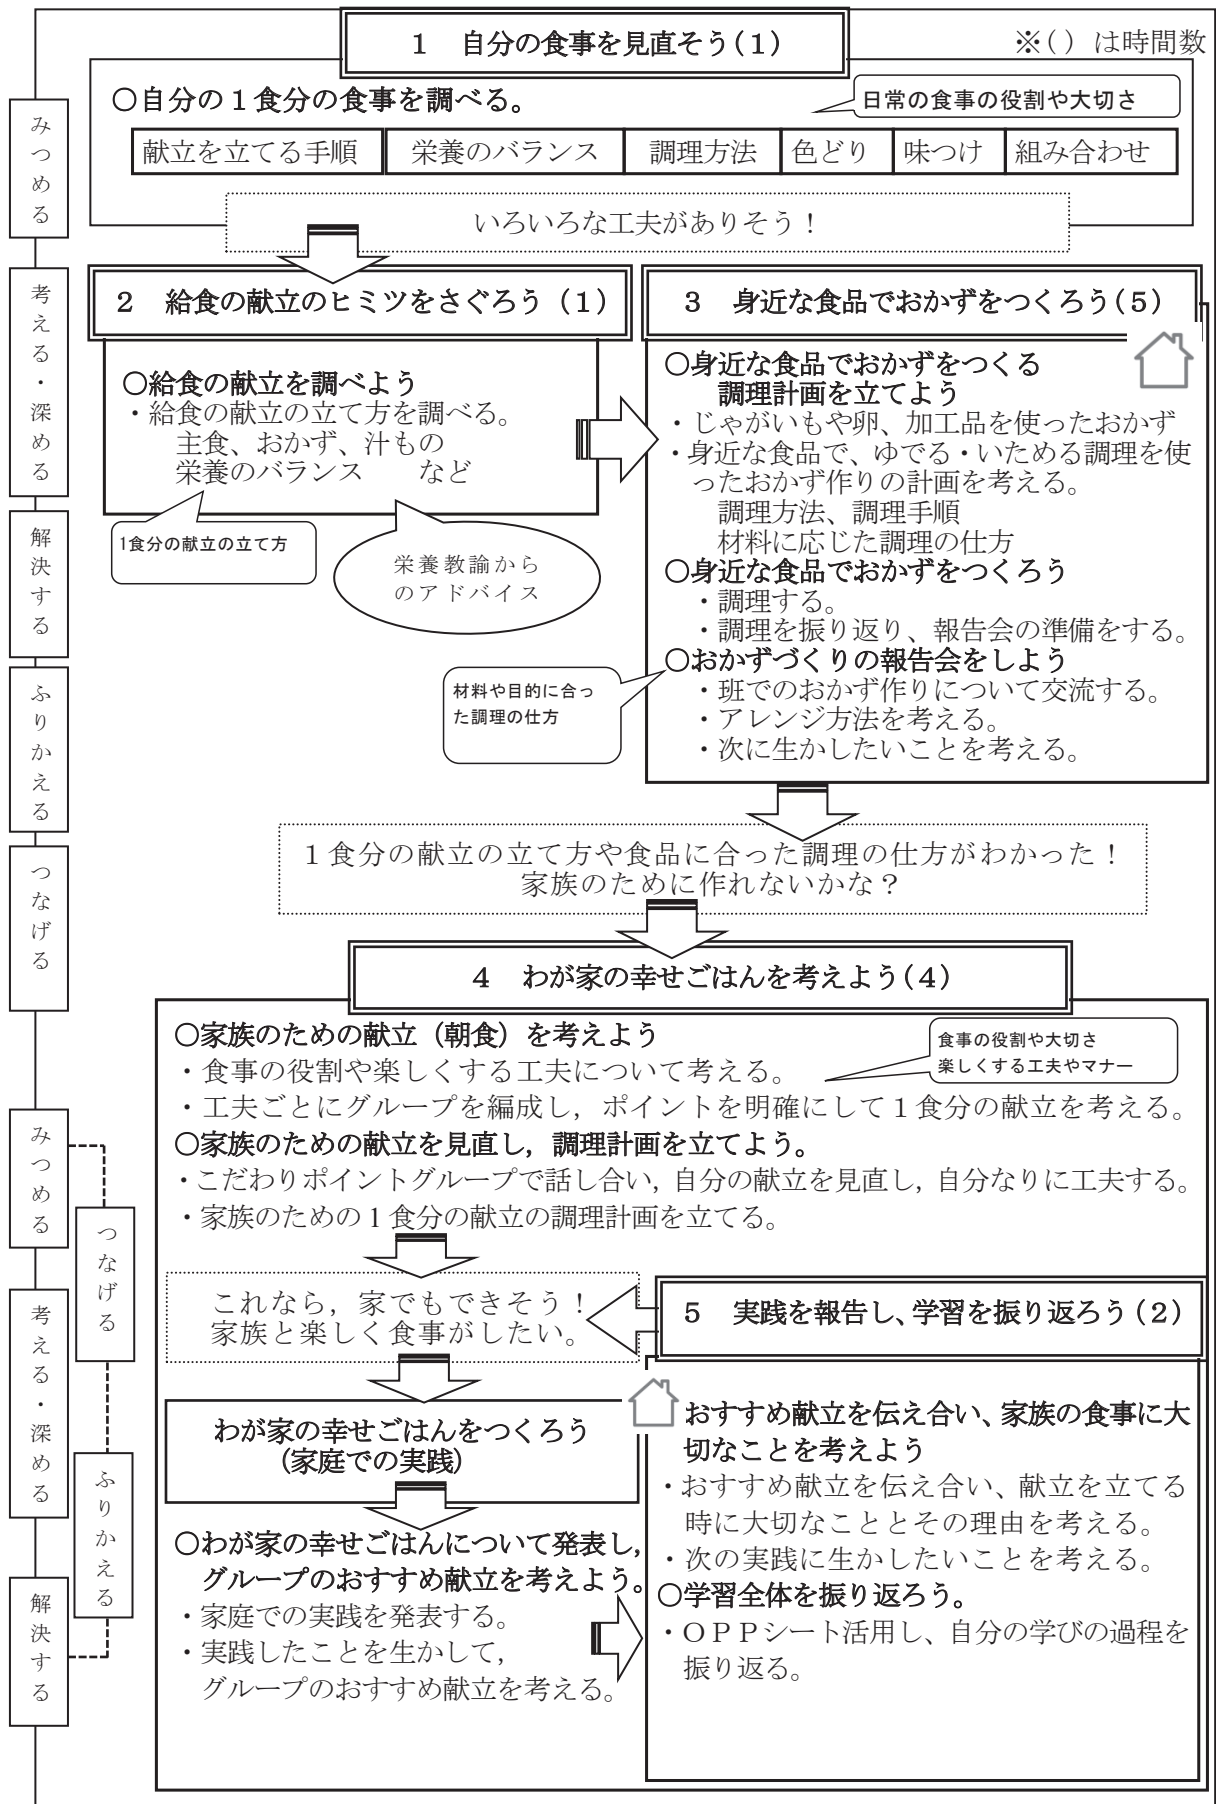 1 自分の食事を見直そう(1)
※( ) は時間数
○自分の1食分の食事を調べる。
日常の食事の役割や大切さ
献立を立てる手順
栄養のバランス
調理方法
色どり
味つけ
組み合わせ
いろいろな工夫がありそう！
みつめる
考える・深める
解決する
ふりかえる
つなげる
2 給食の献立のヒミツをさぐろう (1)
○給食の献立を調べよう
・給食の献立の立て方を調べる。
主食、おかず、汁もの
栄養のバランス　など
1食分の献立の立て方
栄養教諭から
のアドバイス
3 身近な食品でおかずをつくろう(5)
○身近な食品でおかずをつくる
調理計画を立てよう
・じゃがいもや卵、加工品を使ったおかず
・身近な食品で、ゆでる・いためる調理を使
ったおかず作りの計画を考える。
調理方法、調理手順
材料に応じた調理の仕方
○身近な食品でおかずをつくろう
・調理する。
・調理を振り返り、報告会の準備をする。
○おかずづくりの報告会をしよう
・班でのおかず作りについて交流する。
・アレンジ方法を考える。
・次に生かしたいことを考える。
材料や目的に合っ
た調理の仕方
1食分の献立の立て方や食品に合った調理の仕方がわかった！
家族のために作れないかな？
4 わが家の幸せごはんを考えよう(4)
○家族のための献立（朝食）を考えよう
・食事の役割や楽しくする工夫について考える。
・工夫ごとにグループを編成し，ポイントを明確にして1食分の献立を考える。
食事の役割や大切さ
楽しくする工夫やマナー
○家族のための献立を見直し，調理計画を立てよう。
・こだわりポイントグループで話し合い，自分の献立を見直し，自分なりに工夫する。
・家族のための1食分の献立の調理計画を立てる。
みつめる
つなげる
考える・深める
ふりかえる
解決する
これなら，家でもできそう！
家族と楽しく食事がしたい。
わが家の幸せごはんをつくろう
(家庭での実践)
○わが家の幸せごはんについて発表し，
グループのおすすめ献立を考えよう。
・家庭での実践を発表する。
・実践したことを生かして，
グループのおすすめ献立を考える。
5 実践を報告し、学習を振り返ろう(2)
おすすめ献立を伝え合い、家族の食事に大
切なことを考えよう
・おすすめ献立を伝え合い、献立を立てる
時に大切なこととその理由を考える。
・次の実践に生かしたいことを考える。
○学習全体を振り返ろう。
・OPPシート活用し、自分の学びの過程を
振り返る。